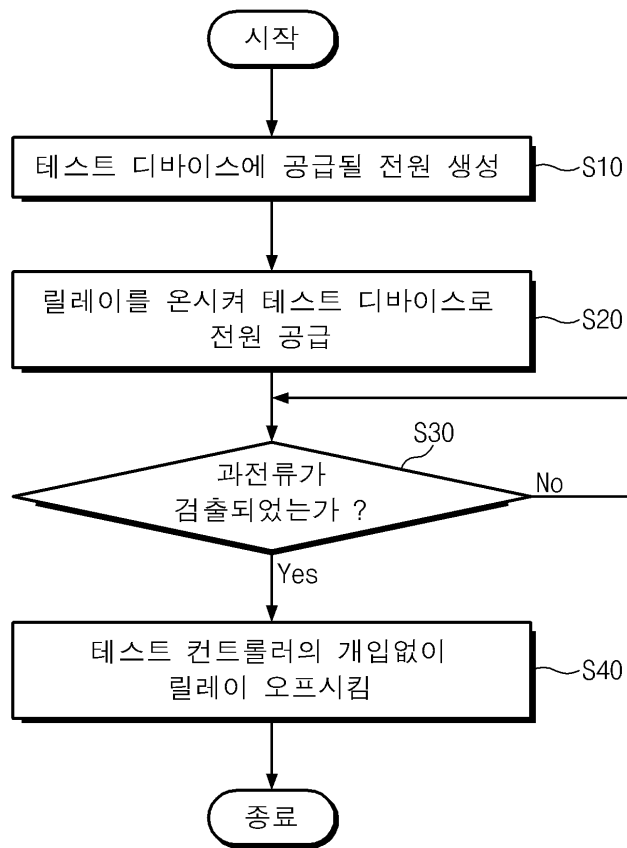 시작
테스트 디바이스에 공급될 전원 생성
S10
릴레이를 온시켜 테스트 디바이스로
전원 공급
S20
S30
과전류가
검출되었는가 ?
No
Yes
테스트 컨트롤러의 개입없이
릴레이 오프시킴
S40
종료